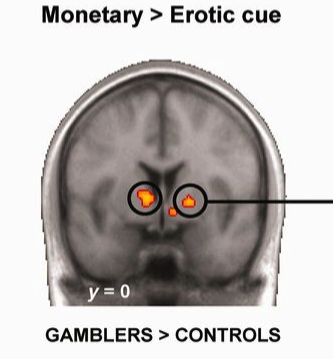 Monetary > Erotic cue
y = 0
GAMBLERS > CONTROLS